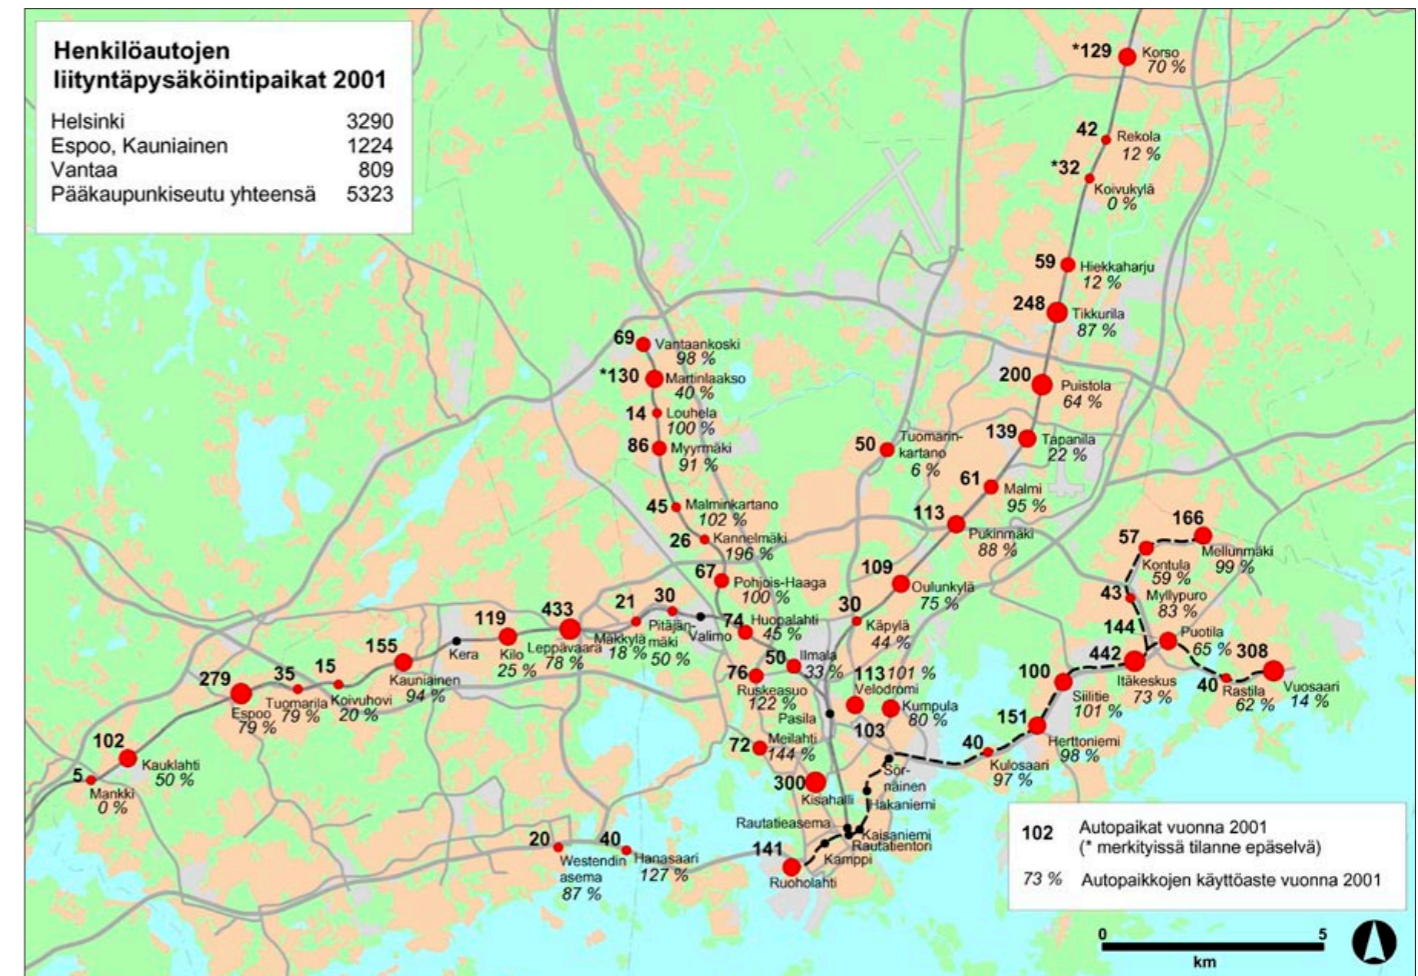 Henkilöautojen
liityntäpysäköintipaikat 2001
Helsinki 3290
Espoo, Kauniainen 1224
Vantaa 809
Pääkaupunkiseutu yhteensä 5323
*129
Korso
70 %
42
Rekola
12 %
*32
Koivukylä
0 %
59
Hiekkaharju
12 %
248
Tikkurila
87 %
69
Vantaankoski
98 %
*130
Martinlaakso
40 %
14
Louhela
100 %
86
Myyrmäki
91 %
45
Malminkartano
102 %
26
Kannelmäki
196 %
67
Pohjois-Haaga
100 %
200
Puistola
64 %
139
Tapanila
22 %
50
Tuomarin-
kartano
6 %
61
Malmi
95 %
113
Pukinmäki
88 %
109
Oulunkylä
75 %
30
Käpylä
44 %
166
Mellunmäki
99 %
57
Kontula
59 %
43
Myllypuro
83 %
144
Puotila
65 %
442
Itäkeskus
73 %
308
Vuosaari
14 %
40
Rastila
62 %
100
Siilitie
101 %
151
Herttoniemi
98 %
40
Kulosaari
97 %
74
Huopalahti
45 %
Valimo
30
Pitäjän-
mäki
50 %
21
Mäkkylä
18 %
433
Leppävaara
78 %
119
Kilo
25 %
Kera
155
Kauniainen
94 %
15
Koivuhovi
20 %
35
Tuomarila
79 %
279
Espoo
79 %
102
Kauklahti
50 %
5
Mankki
0 %
50
Ilmala
33 %
76
Ruskeasuo
122 %
Pasila
113 101 %
Velodromi
103
Kumpula
80 %
72
Meilahti
144 %
300
Kisahalli
Sör-
näinen
Hakaniemi
Rautatieasema
Kaisaniemi
Rautatientori
Kamppi
141
Ruoholahti
20
Westendin
asema
87 %
40
Hanasaari
127 %
102 Autopaikat vuonna 2001
(* merkityissä tilanne epäselvä)
73 % Autopaikkojen käyttöaste vuonna 2001
0 5
km